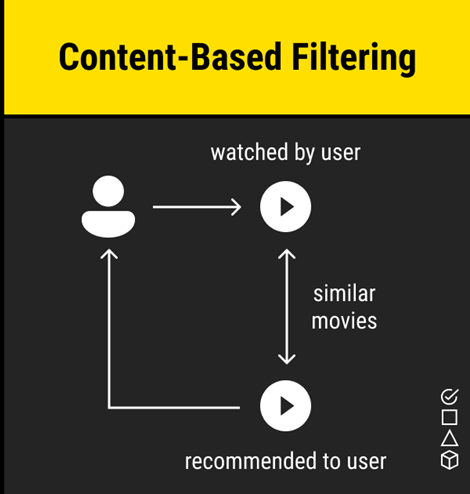 Content-Based Filtering
watched by user
similar
movies
recommended to user